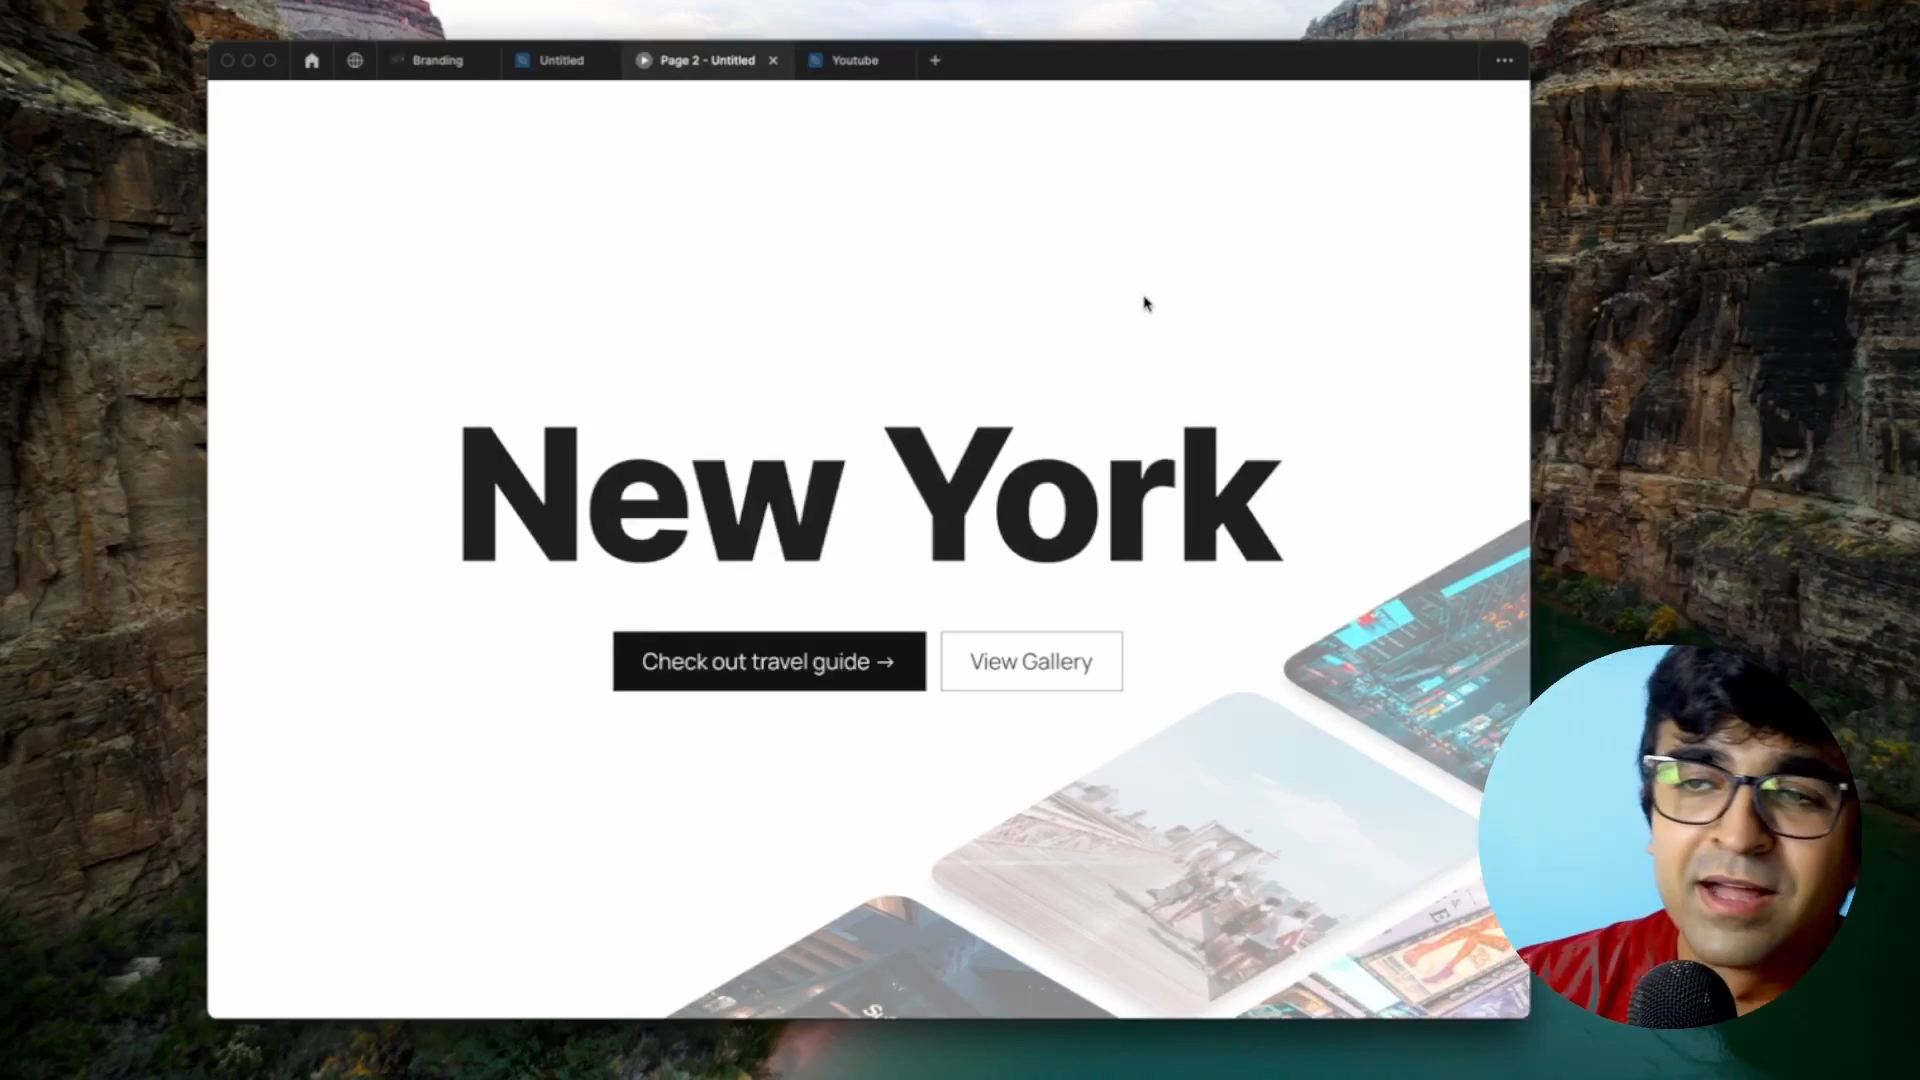 Branding
Untitled
Page 2 - Untitled
Youtube
New York
Check out travel guide →
View Gallery